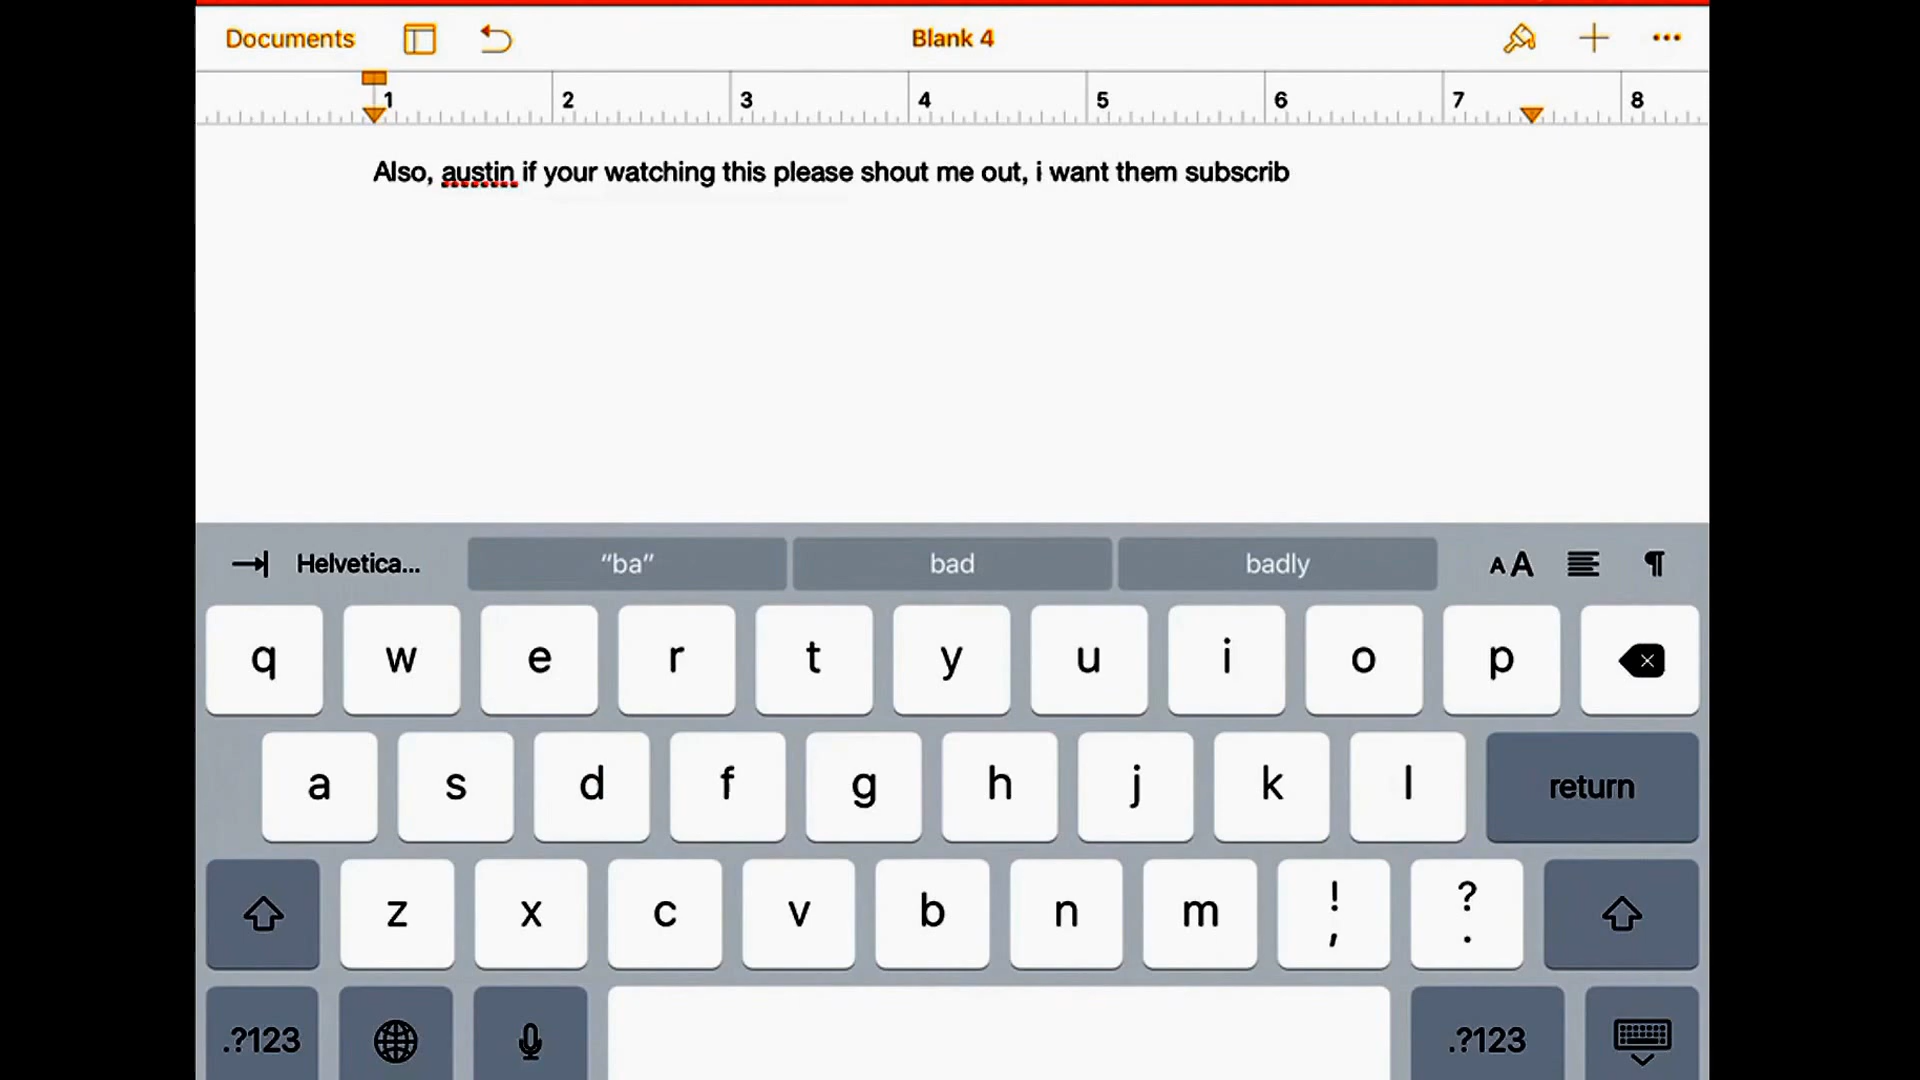 Documents
Blank 4
1 2 3 4 5 6 7 8
Also, austin if your watching this please shout me out, i want them subscrib
Helvetica... “ba” bad badly AA
q w e r t y u i o p
a s d f g h j k l return
z x c v b n m ! , ? .
.?123 .?123